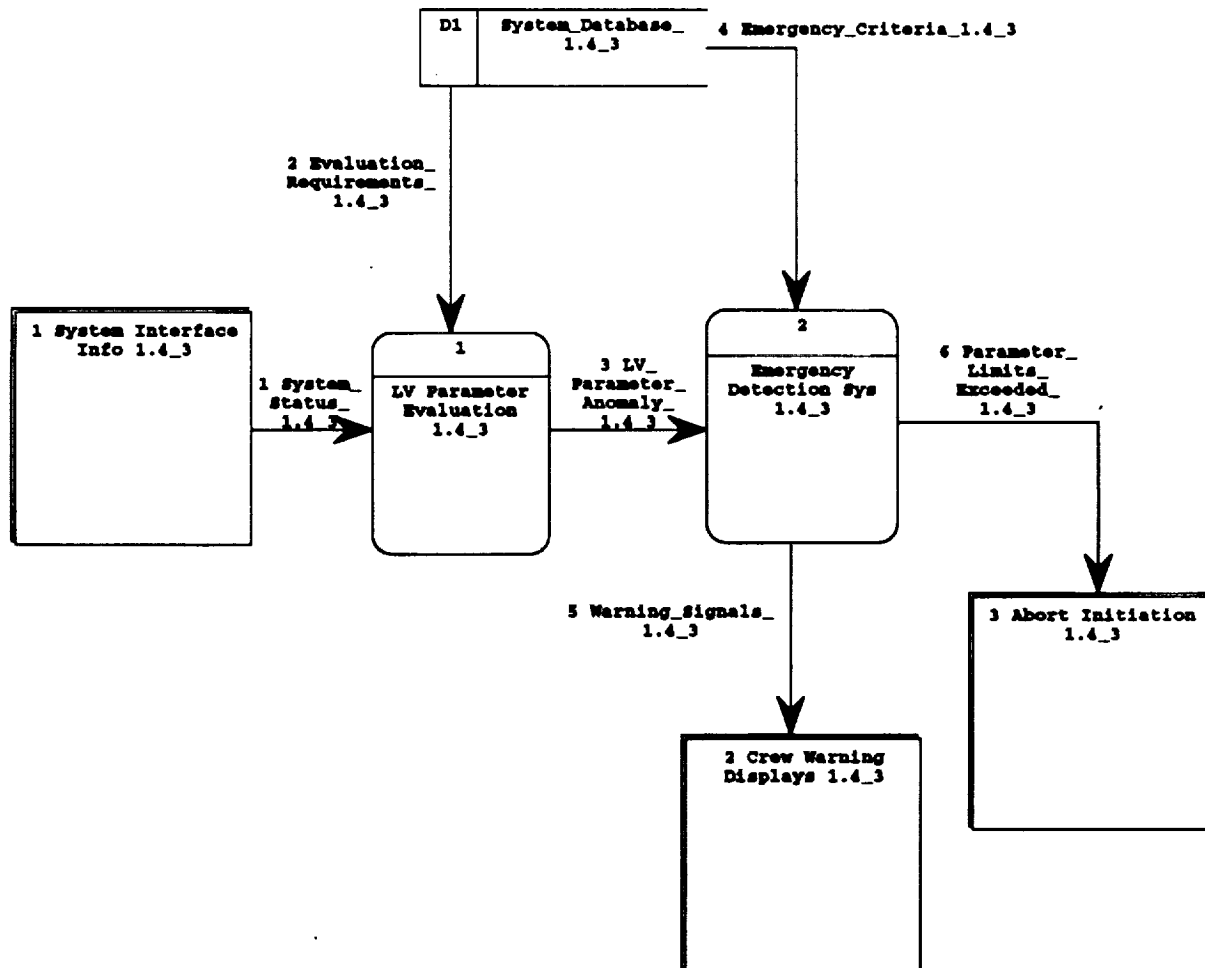 D1
System_Database_
1.4_3
4 Emergency_Criteria_1.4_3
2 Evaluation_
Requirements_
1.4_3
1 System Interface
Info 1.4_3
1 System_
Status_
1.4_3
1
LV Parameter
Evaluation
1.4_3
3 LV_
Parameter_
Anomaly_
1.4_3
2
Emergency
Detection Sys
1.4_3
6 Parameter_
Limits_
Exceeded_
1.4_3
5 Warning_Signals_
1.4_3
3 Abort Initiation
1.4_3
2 Crew Warning
Displays 1.4_3